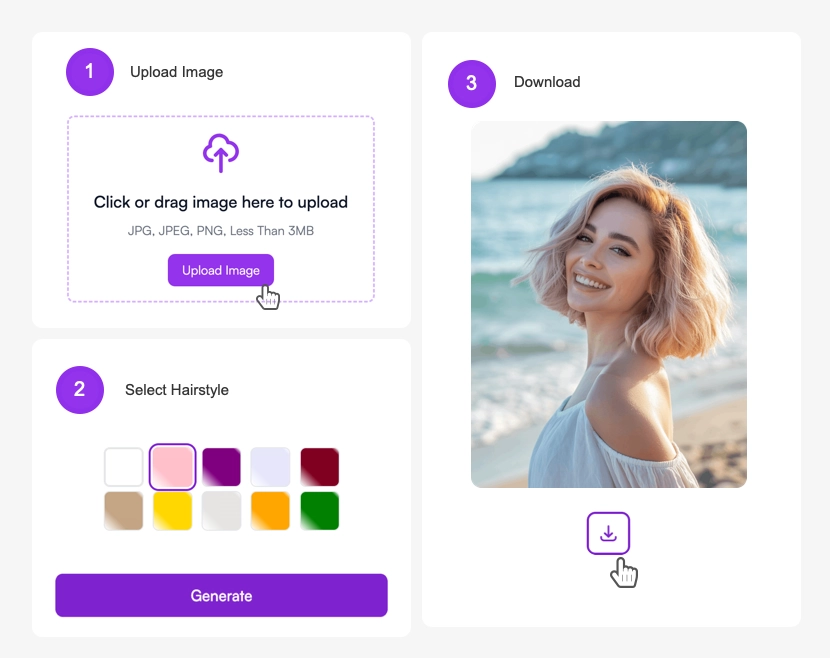 1
Upload Image
Click or drag image here to upload
JPG, JPEG, PNG, Less Than 3MB
Upload Image
2
Select Hairstyle
Generate
3
Download